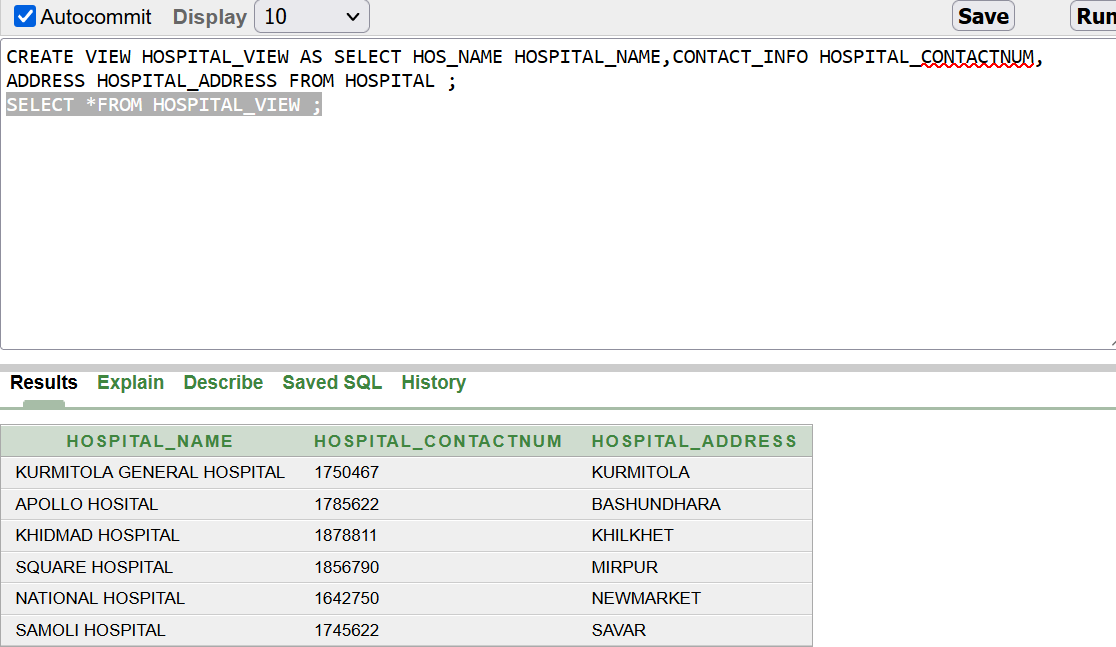 Autocommit Display 10 Save
CREATE VIEW HOSPITAL_VIEW AS SELECT HOS_NAME HOSPITAL_NAME,CONTACT_INFO HOSPITAL_CONTACTNUM,
ADDRESS HOSPITAL_ADDRESS FROM HOSPITAL ;
SELECT *FROM HOSPITAL_VIEW ;
Results Explain Describe Saved SQL History
HOSPITAL_NAME HOSPITAL_CONTACTNUM HOSPITAL_ADDRESS
KURMITOLA GENERAL HOSPITAL 1750467 KURMITOLA
APOLLO HOSITAL 1785622 BASHUNDHARA
KHIDMAD HOSPITAL 1878811 KHILKHET
SQUARE HOSPITAL 1856790 MIRPUR
NATIONAL HOSPITAL 1642750 NEWMARKET
SAMOLI HOSPITAL 1745622 SAVAR